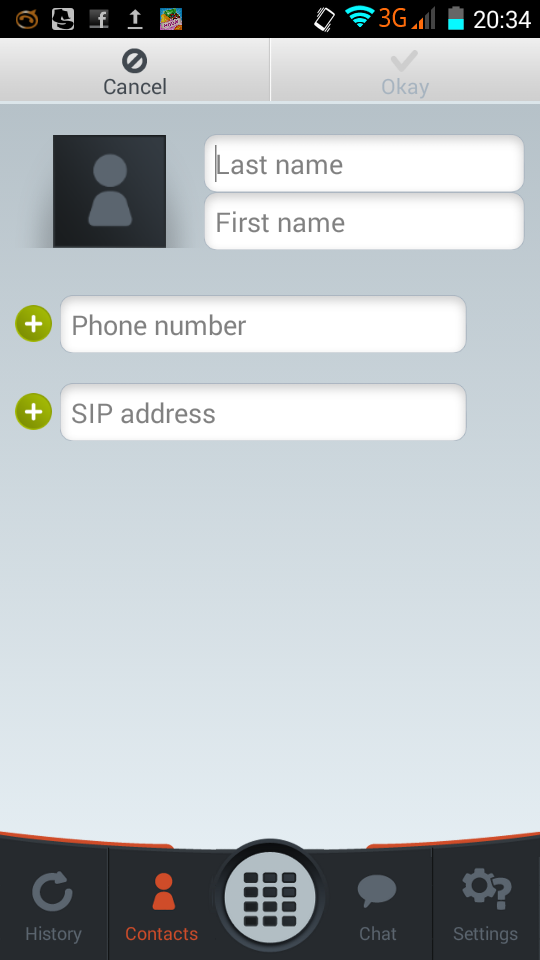 3G 20:34
Cancel Okay
Last name
First name
Phone number
SIP address
History Contacts Chat Settings